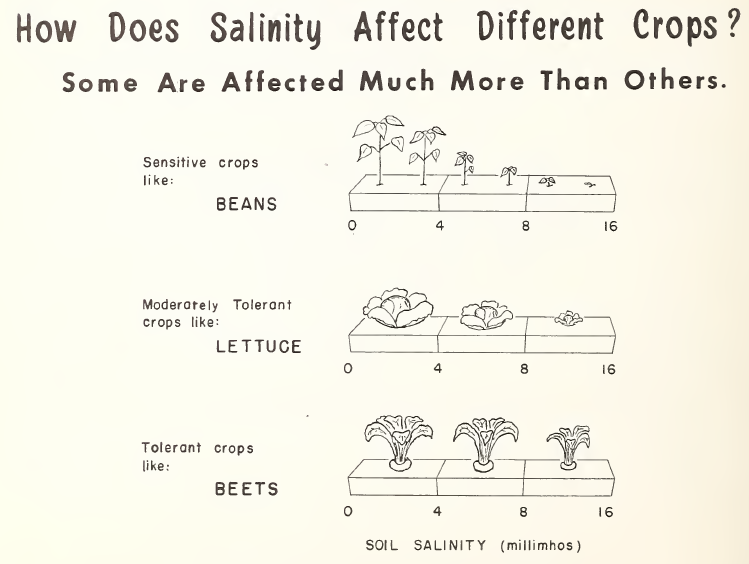 How Does Salinity Affect Different Crops?
Some Are Affected Much More Than Others.
Sensitive crops
like:
BEANS
0 4 8 16
Moderately Tolerant
crops like:
LETTUCE
0 4 8 16
Tolerant crops
like:
BEETS
0 4 8 16
SOIL SALINITY (millimhos)